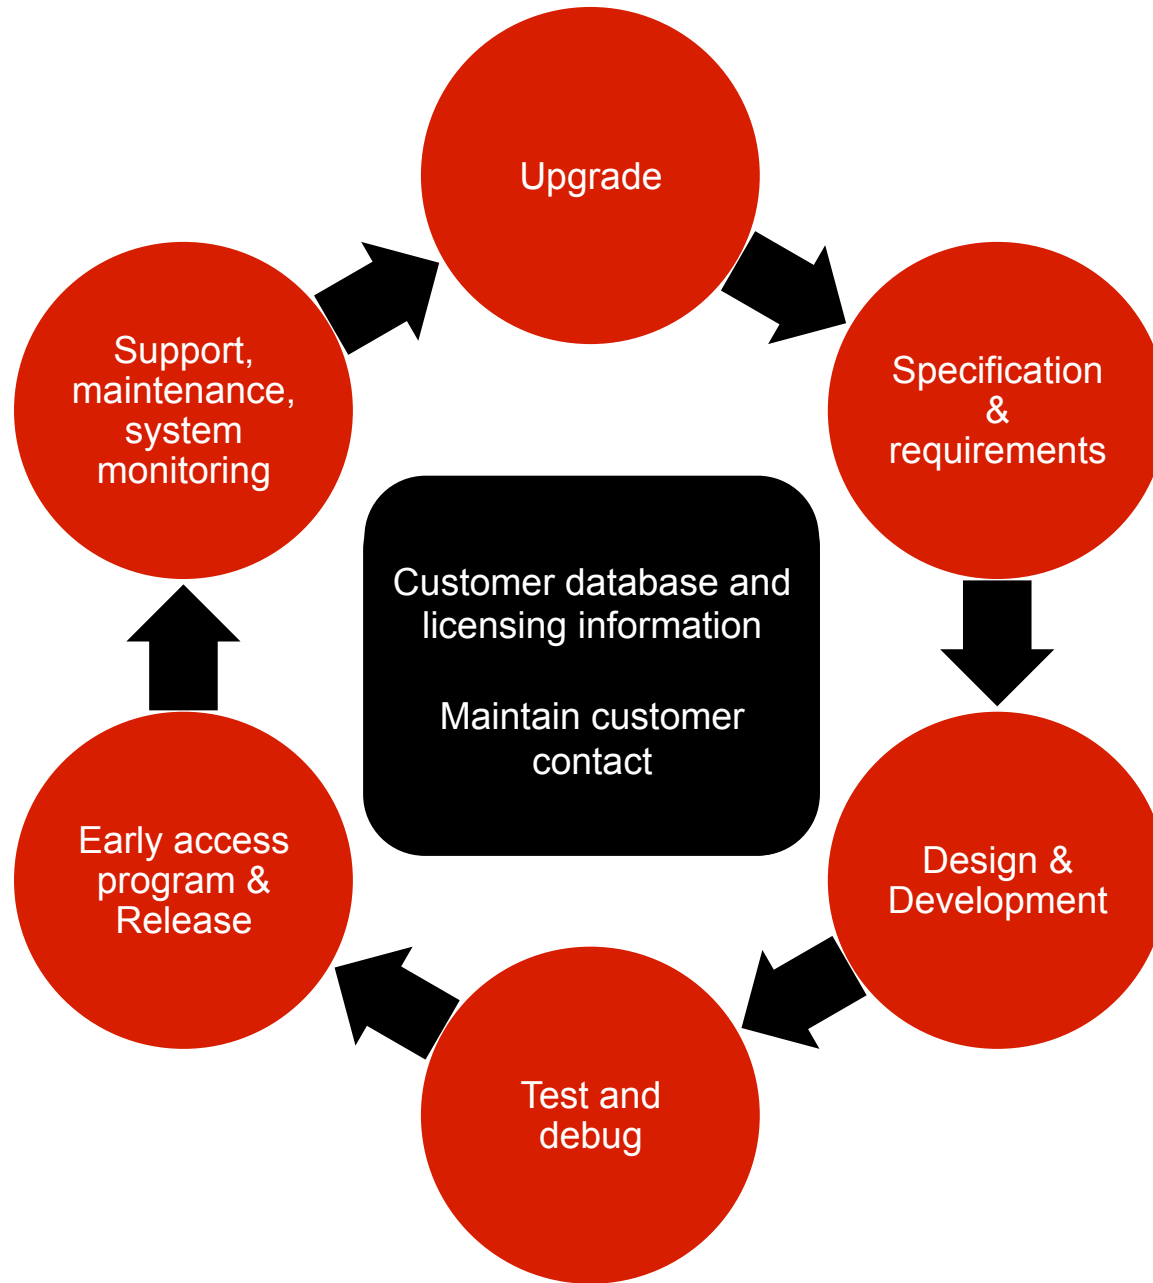 Upgrade
Specification
&
requirements
Design &
Development
Test and
debug
Early access
program &
Release
Support,
maintenance,
system
monitoring
Customer database and
licensing information
Maintain customer
contact